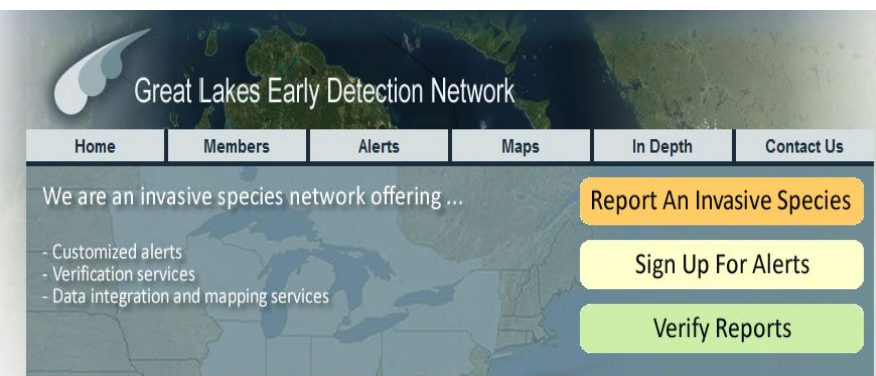 Great Lakes Early Detection Network
Home Members Alerts Maps In Depth Contact Us
We are an invasive species network offering ...
- Customized alerts
- Verification services
- Data integration and mapping services
Report An Invasive Species
Sign Up For Alerts
Verify Reports